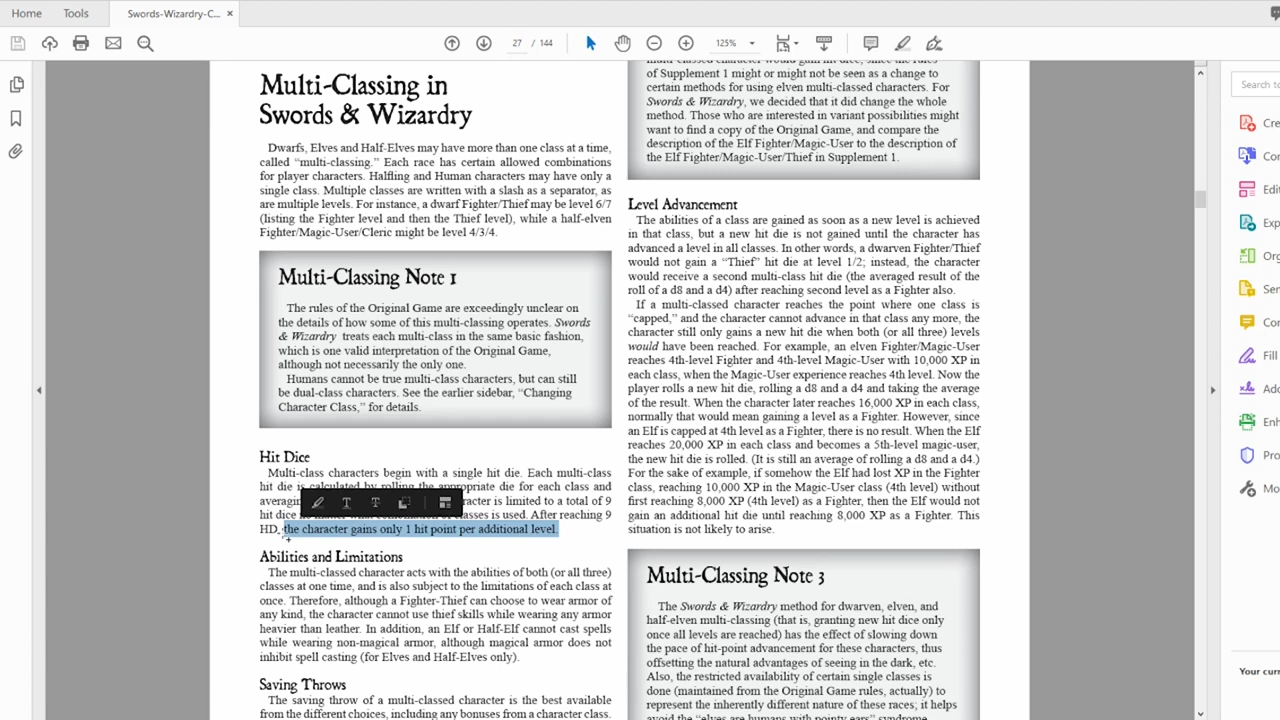 Home
Tools
Swords-Wizardry-C...
27 / 144
125%
Multi-Classing in
Swords & Wizardry
Dwarfs, Elves and Half-Elves may have more than one class at a time,
called “multi-classing.” Each race has certain allowed combinations
for player characters. Halfling and Human characters may have only a
single class. Multiple classes are written with a slash as a separator, as
are multiple levels. For instance, a dwarf Fighter/Thief may be level 6/7
(listing the Fighter level and then the Thief level), while a half-elven
Fighter/Magic-User/Cleric might be level 4/3/4.
Multi-Classing Note 1
The rules of the Original Game are exceedingly unclear on
the details of how some of this multi-classing operates. Swords
& Wizardry treats each multi-class in the same basic fashion,
which is one valid interpretation of the Original Game,
although not necessarily the only one.
Humans cannot be true multi-class characters, but can still
be dual-class characters. See the earlier sidebar, “Changing
Character Class,” for details.
Hit Dice
Multi-class characters begin with a single hit die. Each multi-class
hit die is calculated by rolling the appropriate die for each class and
averaging
is limited to a total of 9
hit dice
is used. After reaching 9
HD, the character gains only 1 hit point per additional level.
Abilities and Limitations
The multi-classed character acts with the abilities of both (or all three)
classes at one time, and is also subject to the limitations of each class at
once. Therefore, although a Fighter-Thief can choose to wear armor of
any kind, the character cannot use thief skills while wearing any armor
heavier than leather. In addition, an Elf or Half-Elf cannot cast spells
while wearing non-magical armor, although magical armor does not
inhibit spell casting (for Elves and Half-Elves only).
Saving Throws
The saving throw of a multi-classed character is the best available
from the different choices, including any bonuses from a character class.
of Supplement 1 might or might not be seen as a change to
certain methods for using elven multi-classed characters. For
Swords & Wizardry, we decided that it did change the whole
method. Those who are interested in variant possibilities might
want to find a copy of the Original Game, and compare the
description of the Elf Fighter/Magic-User to the description of
the Elf Fighter/Magic-User/Thief in Supplement 1.
Level Advancement
The abilities of a class are gained as soon as a new level is achieved
in that class, but a new hit die is not gained until the character has
advanced a level in all classes. In other words, a dwarven Fighter/Thief
would not gain a “Thief” hit die at level 1/2; instead, the character
would receive a second multi-class hit die (the averaged result of the
roll of a d8 and a d4) after reaching second level as a Fighter also.
If a multi-classed character reaches the point where one class is
“capped,” and the character cannot advance in that class any more, the
character still only gains a new hit die when both (or all three) levels
would have been reached. For example, an elven Fighter/Magic-User
reaches 4th-level Fighter and 4th-level Magic-User with 10,000 XP in
each class, when the Magic-User experience reaches 4th level. Now the
player rolls a new hit die, rolling a d8 and a d4 and taking the average
of the result. When the character later reaches 16,000 XP in each class,
normally that would mean gaining a level as a Fighter. However, since
an Elf is capped at 4th level as a Fighter, there is no result. When the Elf
reaches 20,000 XP in each class and becomes a 5th-level magic-user,
the new hit die is rolled. (It is still an average of rolling a d8 and a d4.)
For the sake of example, if somehow the Elf had lost XP in the Fighter
class, reaching 10,000 XP in the Magic-User class (4th level) without
first reaching 8,000 XP (4th level) as a Fighter, then the Elf would not
gain an additional hit die until reaching 8,000 XP as a Fighter. This
situation is not likely to arise.
Multi-Classing Note 3
The Swords & Wizardry method for dwarven, elven, and
half-elven multi-classing (that is, granting new hit dice only
once all levels are reached) has the effect of slowing down
the pace of hit-point advancement for these characters, thus
offsetting the natural advantages of seeing in the dark, etc.
Also, the restricted availability of certain single classes is
done (maintained from the Original Game rules, actually) to
represent the inherently different nature of these races; it helps
avoid the “elves are humans with pointy ears” syndrome
Search to
Cre
Con
Edit
Exp
Org
Sen
Con
Fill
Add
Enh
Pro
Mo
Your curr